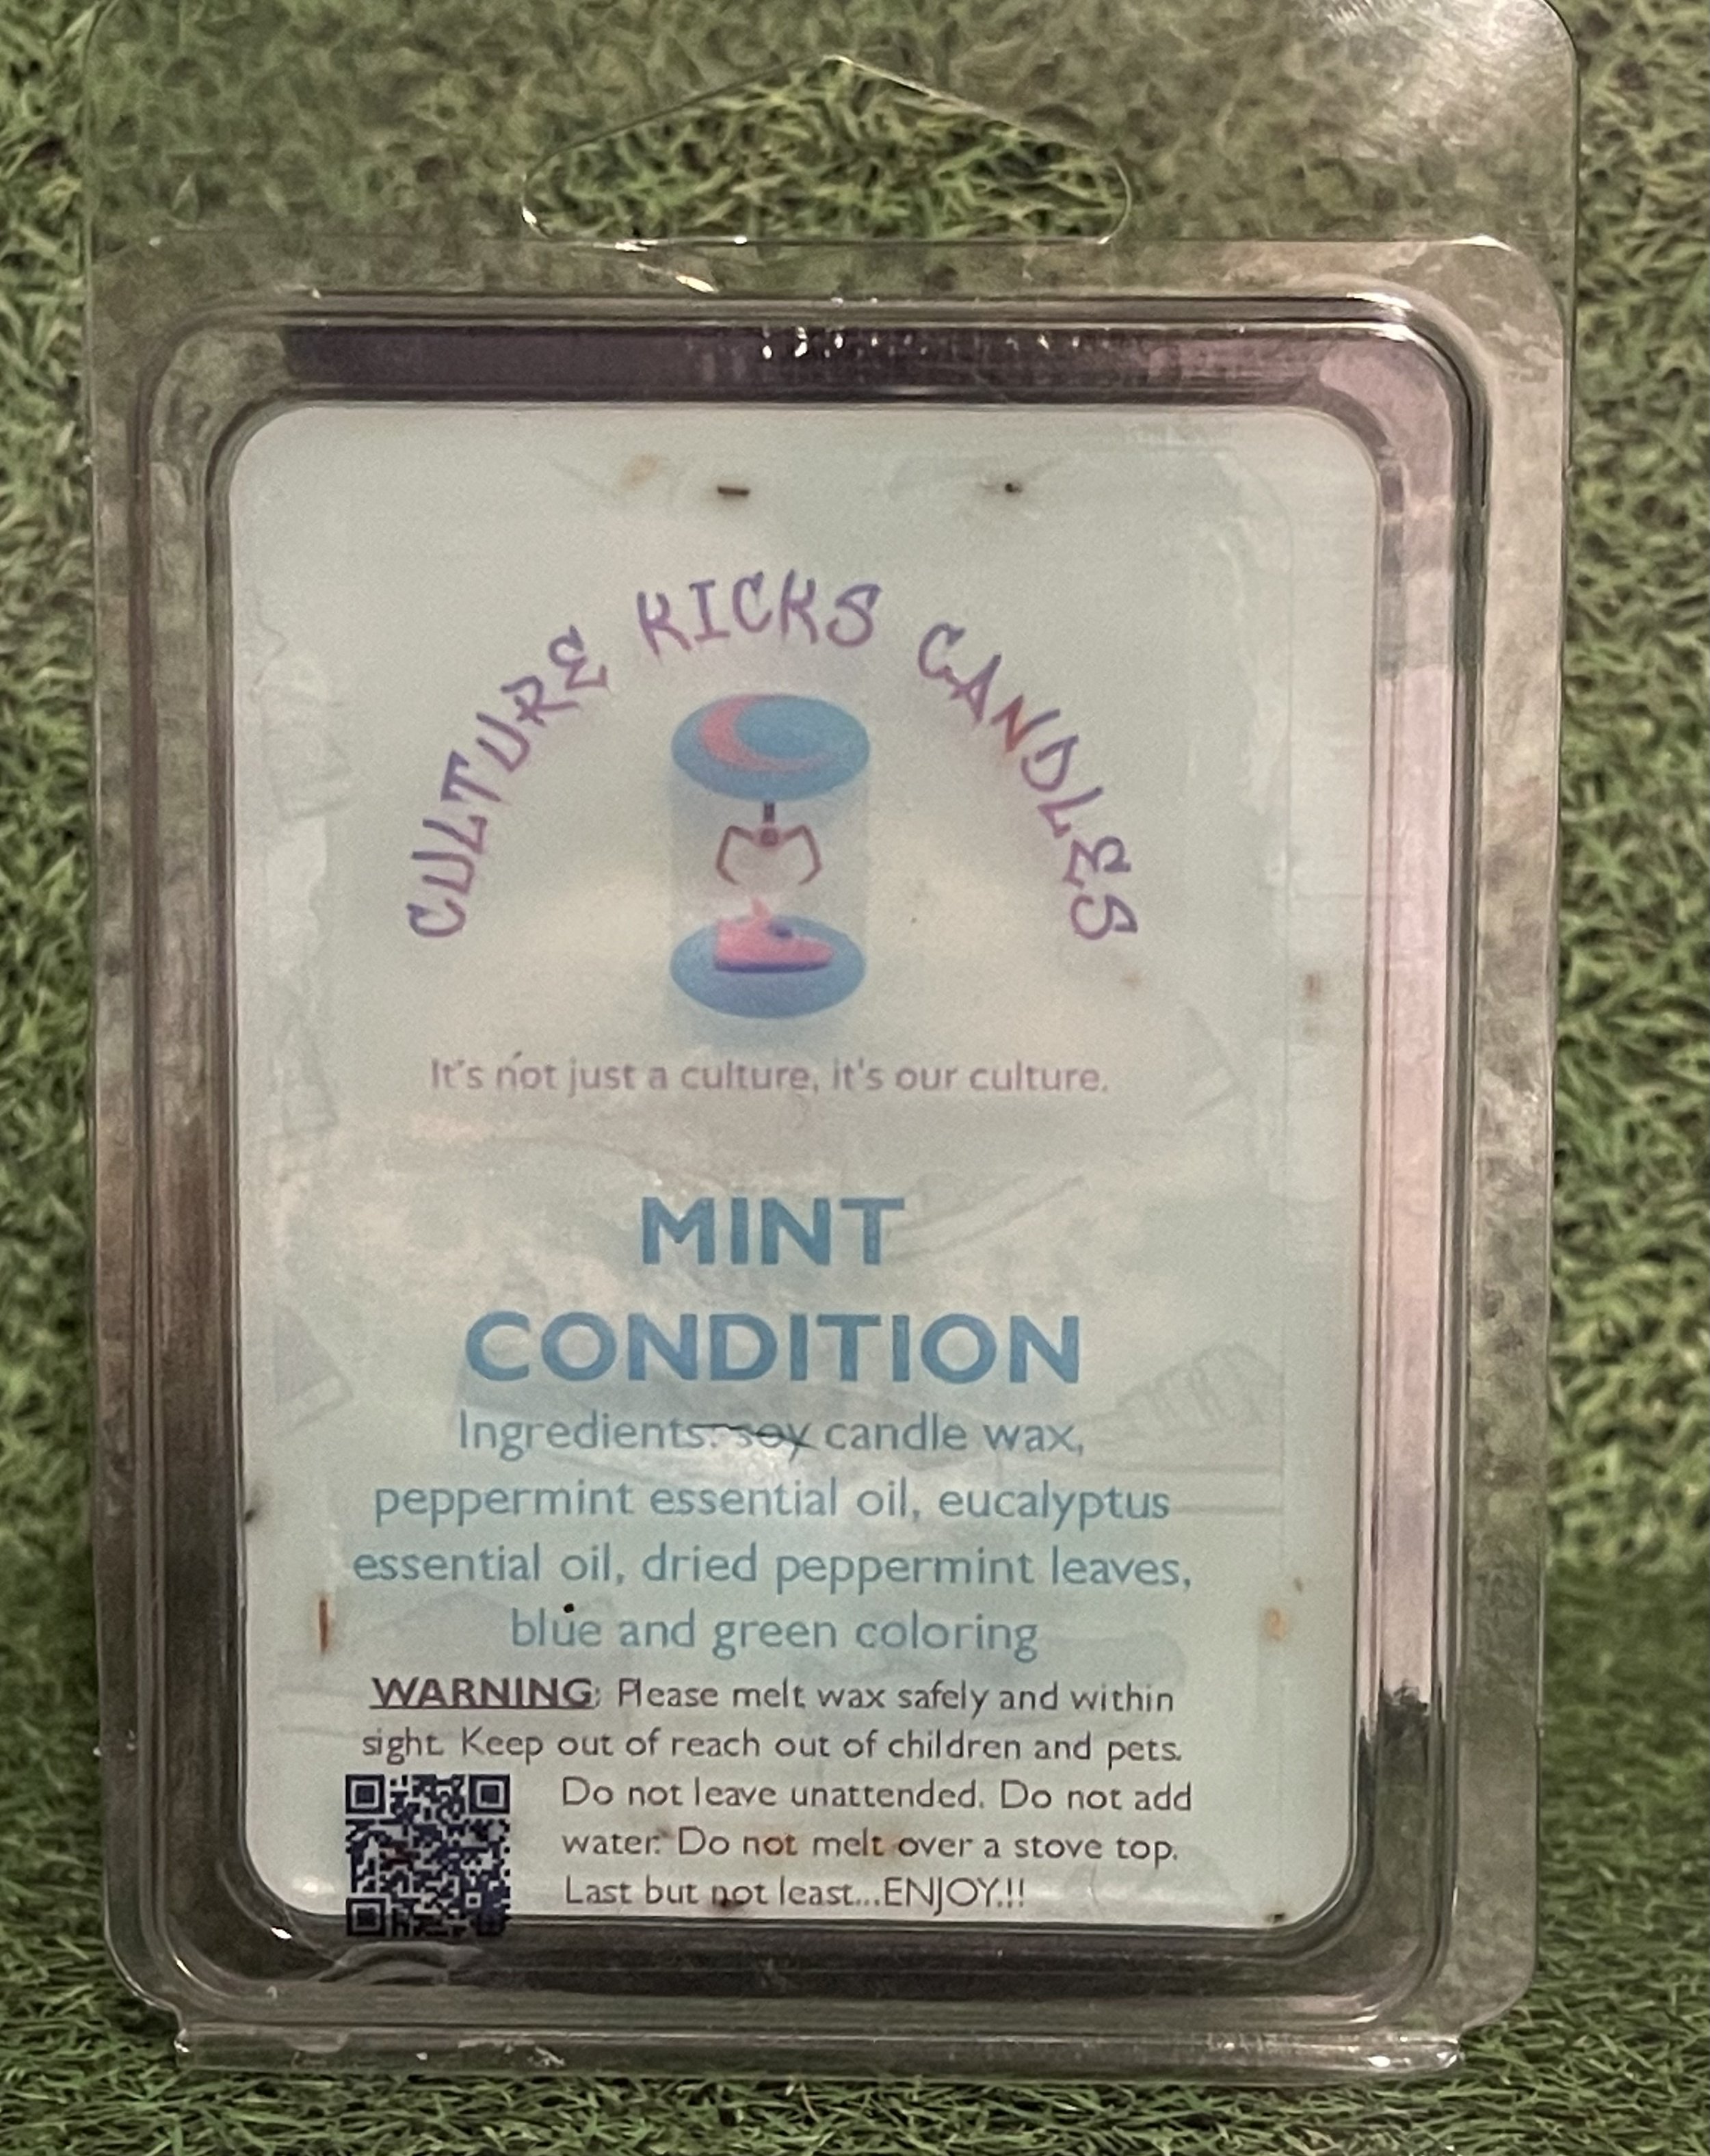 CULTURE KICKS CANDLES
It's not just a culture, it's our culture.
MINT
CONDITION
Ingredients: soy candle wax,
peppermint essential oil, eucalyptus
essential oil, dried peppermint leaves,
blue and green coloring
WARNING: Please melt wax safely and within
sight. Keep out of reach out of children and pets.
Do not leave unattended. Do not add
water. Do not melt over a stove top.
Last but not least...ENJOY.!!